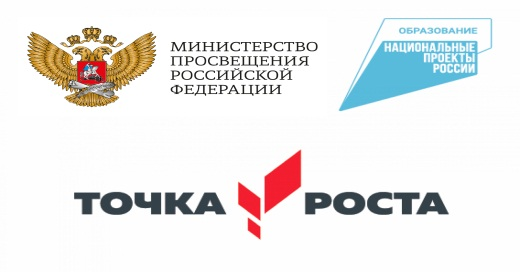 МИНИСТЕРСТВО
ПРОСВЕЩЕНИЯ
РОССИЙСКОЙ
ФЕДЕРАЦИИ
ОБРАЗОВАНИЕ
НАЦИОНАЛЬНЫЕ
ПРОЕКТЫ
РОССИИ
ТОЧКА РОСТА